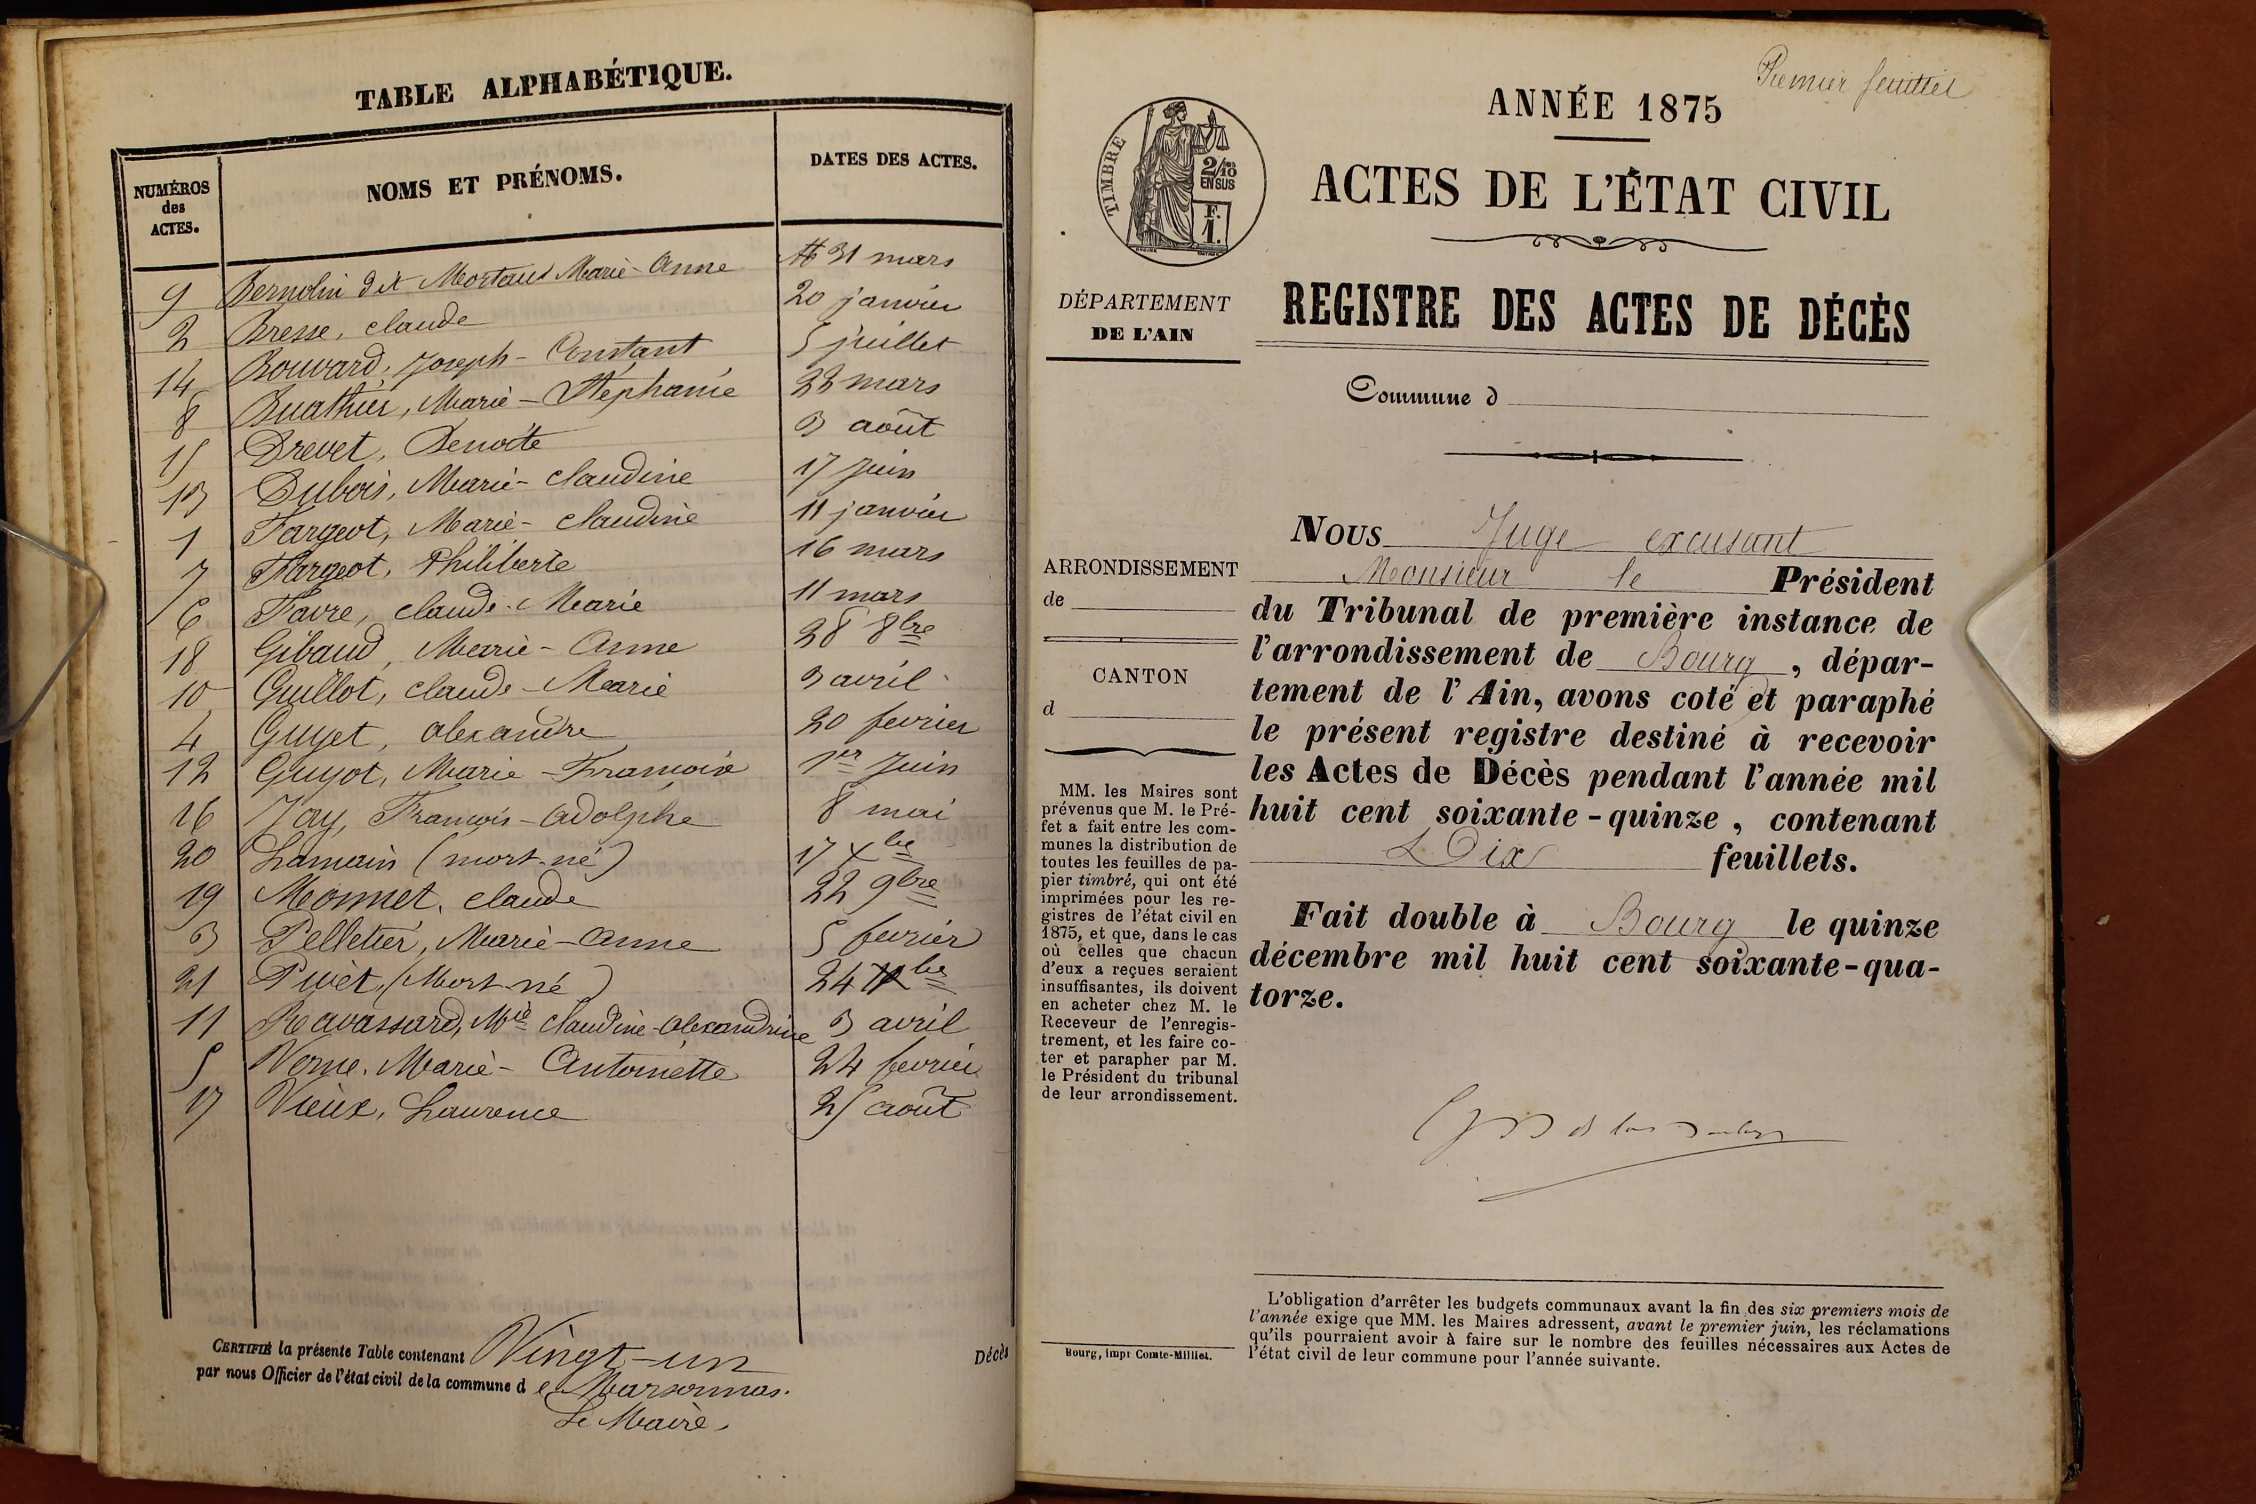 TABLE ALPHABÉTIQUE.
NUMÉROS des ACTES. NOMS ET PRÉNOMS. DATES DES ACTES.
9 Bernolin dit Mortaud Marie-Anne 31 mars
2 Bresse, claude 20 janvier
14 Bouvard, Joseph-Constant 5 juillet
8 Buathier, Marie-Stéphanie 22 mars
15 Drevet, Benoîte 3 août
13 Dubois, Marie-claudine 17 Juin
1 Fargeot, Marie-claudine 11 janvier
7 Fargeot, Philiberte 16 mars
6 Favre, claude-Marie 11 mars
18 Gibaud, Marie-Anne 28 8bre
10 Guillot, claude-Marie 3 avril
4 Guyet, alexandre 20 fevrier
12 Guyot, Marie-Françoise 1er Juin
16 Jay, François-adolphe 8 mai
20 Lamain (mort-né) 17 Xbre
19 Monnet, claude 22 9bre
3 Pelletier, Marie-Anne 5 fevrier
21 Pivet, (Mort né) 24 Xbre
11 Ravassard, Mie claudine-alexandrine 3 avril
5 Verne, Marie-Antoinette 24 fevrier
17 Vieux, Laurence 25 août
CERTIFIÉ la présente Table contenant Vingt-un
par nous Officier de l'état civil de la commune d e Marsonnas.
Le Maire,
Décès
Premier feuillet
ANNÉE 1875
TIMBRE
2/10es
EN SUS
F.
1.
ACTES DE L'ÉTAT CIVIL
DÉPARTEMENT
DE L'AIN
REGISTRE DES ACTES DE DÉCÈS
Commune d
ARRONDISSEMENT
de
CANTON
d
MM. les Maires sont
prévenus que M. le Pré-
fet a fait entre les com-
munes la distribution de
toutes les feuilles de pa-
pier timbré, qui ont été
imprimées pour les re-
gistres de l'état civil en
1875, et que, dans le cas
où celles que chacun
d'eux a reçues seraient
insuffisantes, ils doivent
en acheter chez M. le
Receveur de l'enregis-
trement, et les faire co-
ter et parapher par M.
le Président du tribunal
de leur arrondissement.
Bourg, impr Comte-Milliet.
NOUS Juge excusant
Monsieur le Président
du Tribunal de première instance de
l'arrondissement de Bourg, dépar-
tement de l'Ain, avons coté et paraphé
le présent registre destiné à recevoir
les Actes de Décès pendant l'année mil
huit cent soixante-quinze, contenant
Dix feuillets.
Fait double à Bourg le quinze
décembre mil huit cent soixante-qua-
torze.
L'obligation d'arrêter les budgets communaux avant la fin des six premiers mois de
l'année exige que MM. les Maires adressent, avant le premier juin, les réclamations
qu'ils pourraient avoir à faire sur le nombre des feuilles nécessaires aux Actes de
l'état civil de leur commune pour l'année suivante.